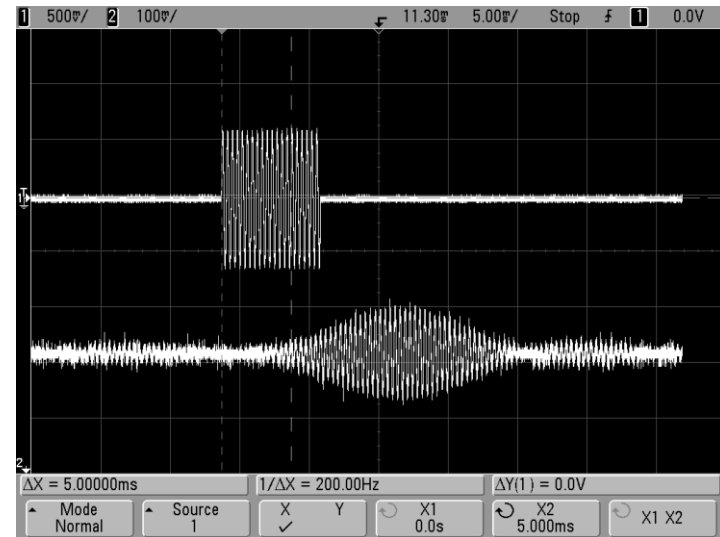 1 500mV/ 2 100mV/ 11.30ms 5.00ms/ Stop 1 0.0V
1
2
ΔX = 5.00000ms 1/ΔX = 200.00Hz ΔY(1) = 0.0V
Mode Source X Y X1 X2 X1 X2
Normal 1 ✓ 0.0s 5.000ms